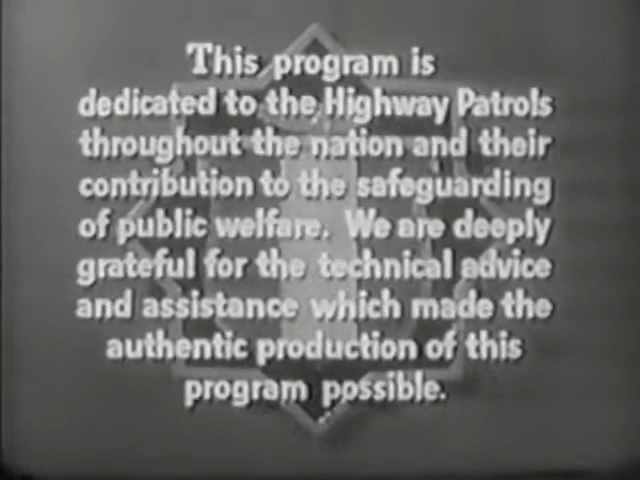 This program is
dedicated to the Highway Patrols
throughout the nation and their
contribution to the safeguarding
of public welfare. We are deeply
grateful for the technical advice
and assistance which made the
authentic production of this
program possible.